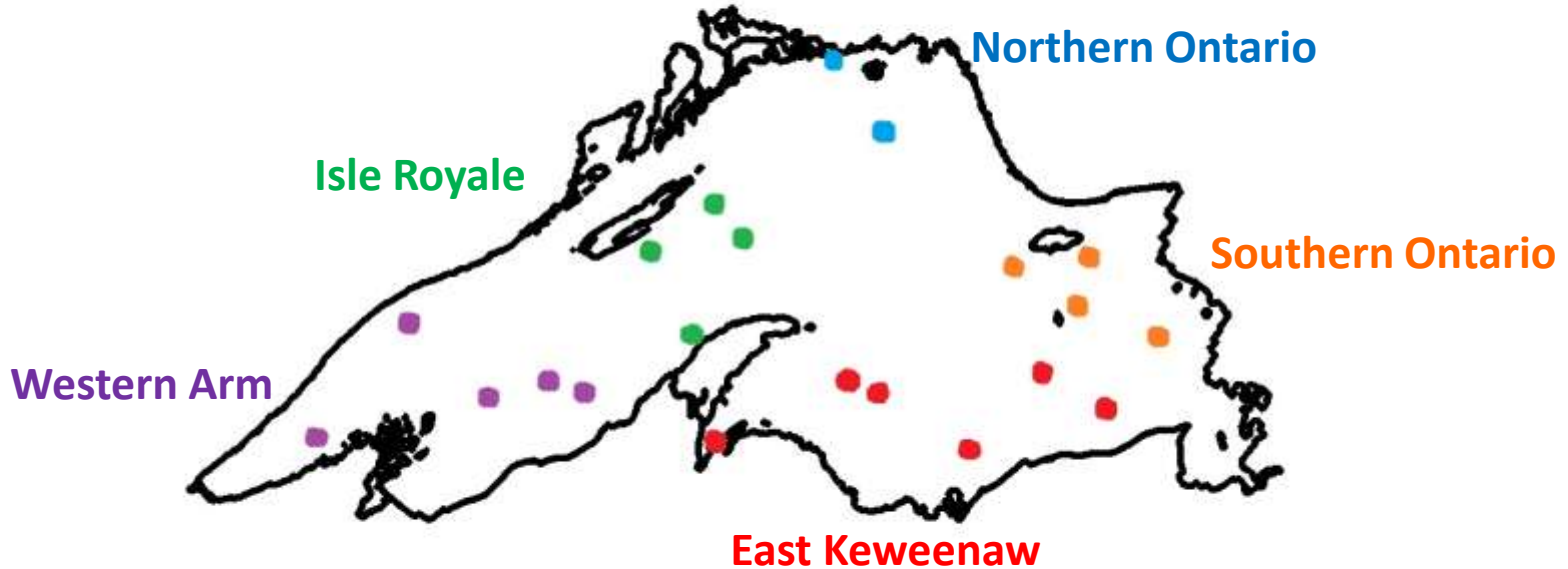 Northern Ontario
Isle Royale
Southern Ontario
Western Arm
East Keweenaw